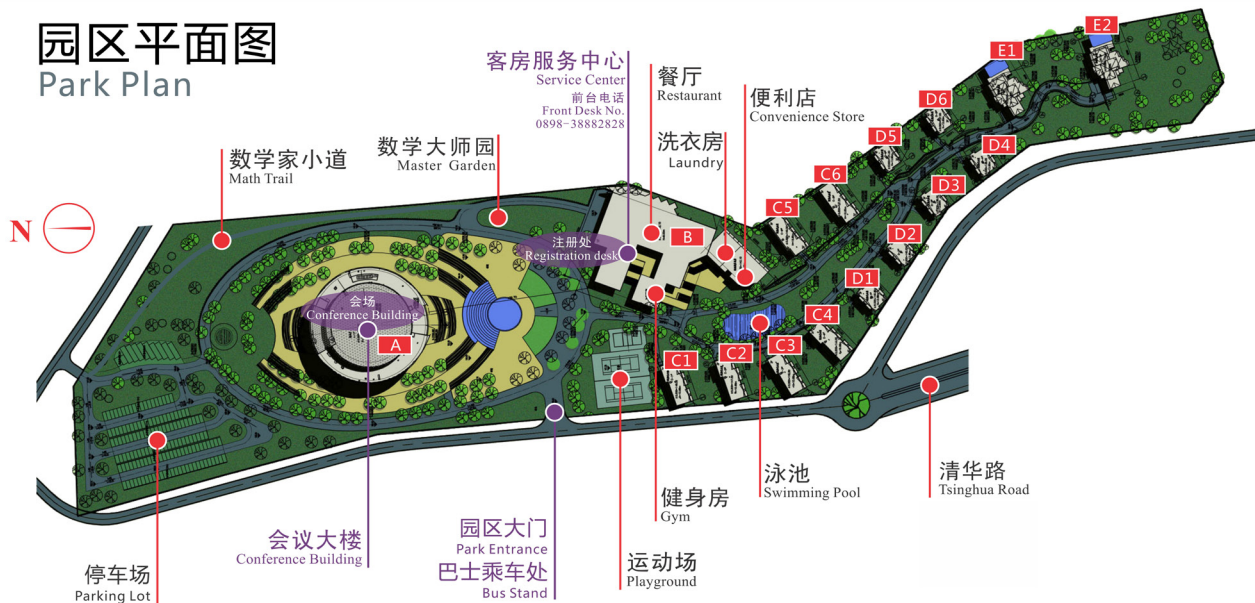 园区平面图
Park Plan
N
数学家小道
Math Trail
数学大师园
Master Garden
客房服务中心
Service Center
前台电话
Front Desk No.
0898-38882828
餐厅
Restaurant
洗衣房
Laundry
便利店
Convenience Store
注册处
Registration desk
会场
Conference Building
A
B
C1
C2
C3
C4
C5
C6
D1
D2
D3
D4
D5
D6
E1
E2
停车场
Parking Lot
会议大楼
Conference Building
园区大门
Park Entrance
巴士乘车处
Bus Stand
运动场
Playground
健身房
Gym
泳池
Swimming Pool
清华路
Tsinghua Road